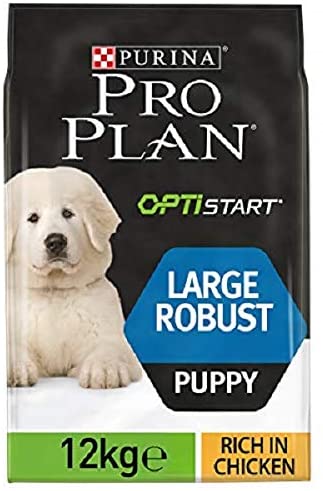 PURINA®
PRO
PLAN®
OPTISTART®
LARGE
ROBUST
PUPPY
12kg℮
RICH IN
CHICKEN